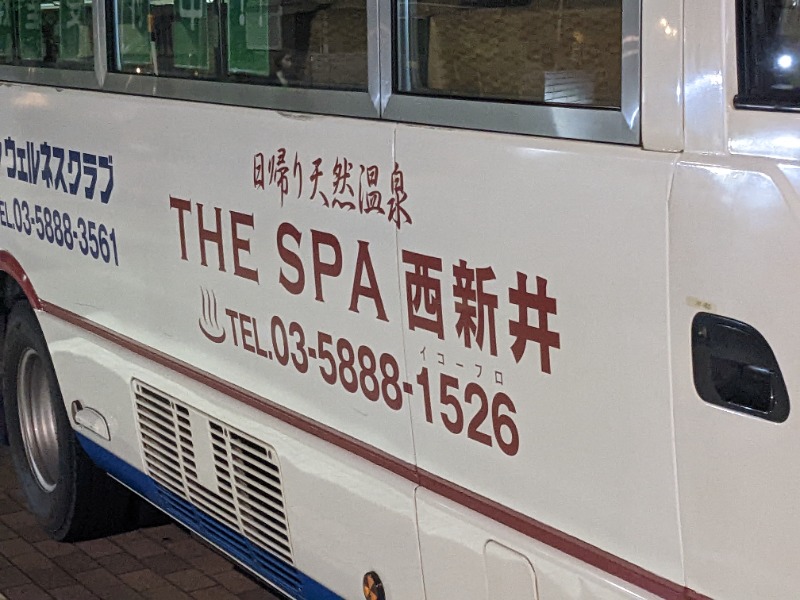 ウェルネスクラブ
TEL.03-5888-3561
日帰り天然温泉
THE SPA 西新井
イコーフロ
TEL.03-5888-1526